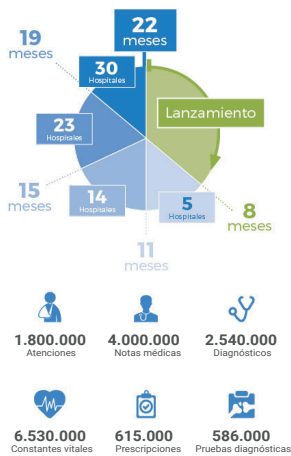 22
meses
19
meses
30
Hospitales
Lanzamiento
23
Hospitales
15
meses
14
Hospitales
5
Hospitales
8
meses
11
meses
1.800.000
Atenciones
4.000.000
Notas médicas
2.540.000
Diagnósticos
6.530.000
Constantes vitales
615.000
Prescripciones
586.000
Pruebas diagnósticas